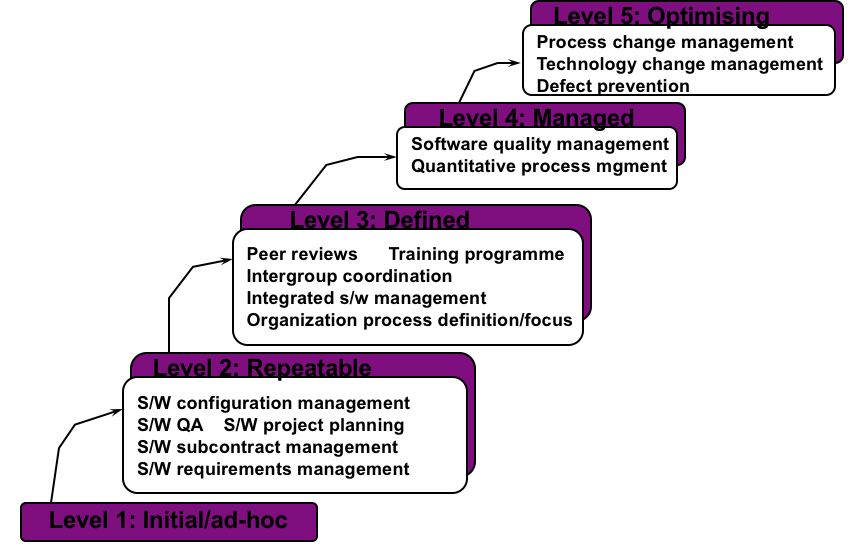 Level 5: Optimising
Process change management
Technology change management
Defect prevention
Level 4: Managed
Software quality management
Quantitative process mgment
Level 3: Defined
Peer reviews Training programme
Intergroup coordination
Integrated s/w management
Organization process definition/focus
Level 2: Repeatable
S/W configuration management
S/W QA S/W project planning
S/W subcontract management
S/W requirements management
Level 1: Initial/ad-hoc